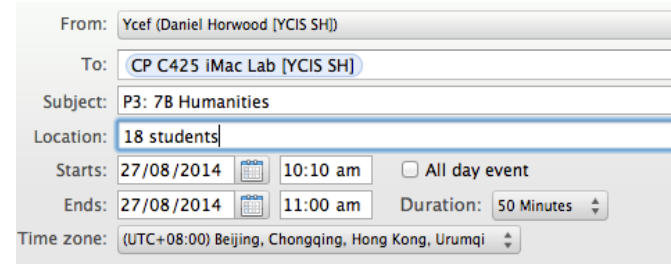 From: Ycef (Daniel Horwood [YCIS SH])
To: CP C425 iMac Lab [YCIS SH]
Subject: P3: 7B Humanities
Location: 18 students
Starts: 27/08/2014 10:10 am All day event
Ends: 27/08/2014 11:00 am Duration: 50 Minutes
Time zone: (UTC+08:00) Beijing, Chongqing, Hong Kong, Urumqi